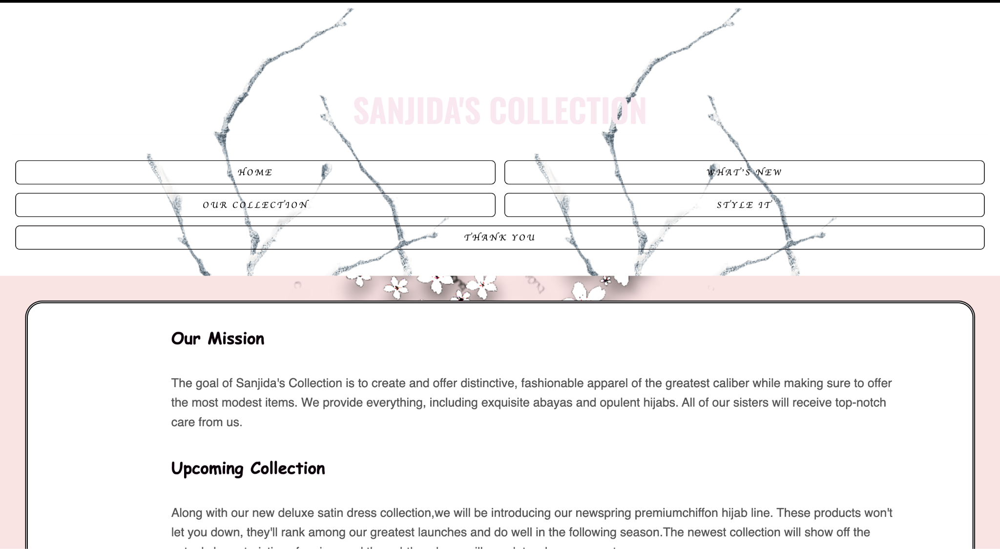 SANJIDA'S COLLECTION
HOME
WHAT'S NEW
OUR COLLECTION
STYLE IT
THANK YOU
Our Mission
The goal of Sanjida's Collection is to create and offer distinctive, fashionable apparel of the greatest caliber while making sure to offer
the most modest items. We provide everything, including exquisite abayas and opulent hijabs. All of our sisters will receive top-notch
care from us.
Upcoming Collection
Along with our new deluxe satin dress collection,we will be introducing our newspring premiumchiffon hijab line. These products won't
let you down, they'll rank among our greatest launches and do well in the following season.The newest collection will show off the